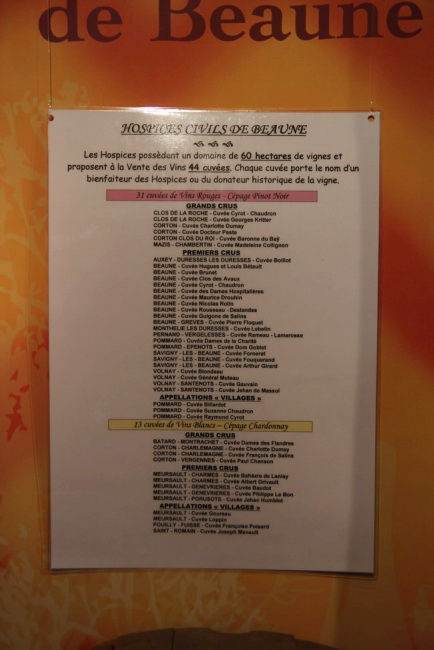 de Beaune
HOSPICES CIVILS DE BEAUNE
Les Hospices possèdent un domaine de 60 hectares de vignes et
proposent à la Vente des Vins 44 cuvées. Chaque cuvée porte le nom d'un
bienfaiteur des Hospices ou du donateur historique de la vigne.
31 cuvées de Vins Rouges - Cépage Pinot Noir
GRANDS CRUS
CLOS DE LA ROCHE - Cuvée Cyrot - Chaudron
CLOS DE LA ROCHE - Cuvée Georges Kritter
CORTON - Cuvée Charlotte Dumay
CORTON - Cuvée Docteur Peste
CORTON CLOS DU ROI - Cuvée Baronne du Baÿ
MAZIS - CHAMBERTIN - Cuvée Madeleine Collignon
PREMIERS CRUS
AUXEY - DURESSES LES DURESSES - Cuvée Boillot
BEAUNE - Cuvée Hugues et Louis Bétault
BEAUNE - Cuvée Brunet
BEAUNE - Cuvée Clos des Avaux
BEAUNE - Cuvée Cyrot - Chaudron
BEAUNE - Cuvée des Dames Hospitalières
BEAUNE - Cuvée Maurice Drouhin
BEAUNE - Cuvée Nicolas Rolin
BEAUNE - Cuvée Rousseau - Deslandes
BEAUNE - Cuvée Guigone de Salins
BEAUNE - GREVES - Cuvée Pierre Floquet
MONTHELIE LES DURESSES - Cuvée Lebelin
PERNAND - VERGELESSES - Cuvée Rameau - Lamarosse
POMMARD - Cuvée Dames de la Charité
POMMARD - EPENOTS - Cuvée Dom Goblet
SAVIGNY - LES - BEAUNE - Cuvée Forneret
SAVIGNY - LES - BEAUNE - Cuvée Fouquerand
SAVIGNY - LES - BEAUNE - Cuvée Arthur Girard
VOLNAY - Cuvée Blondeau
VOLNAY - Cuvée Général Muteau
VOLNAY - SANTENOTS - Cuvée Gauvain
VOLNAY - SANTENOTS - Cuvée Jehan de Massol
APPELLATIONS « VILLAGES »
POMMARD - Cuvée Billardet
POMMARD - Cuvée Suzanne Chaudron
POMMARD - Cuvée Raymond Cyrot
13 cuvées de Vins Blancs – Cépage Chardonnay
GRANDS CRUS
BATARD - MONTRACHET - Cuvée Dames des Flandres
CORTON - CHARLEMAGNE - Cuvée Charlotte Dumay
CORTON - CHARLEMAGNE - Cuvée François de Salins
CORTON - VERGENNES - Cuvée Paul Chanson
PREMIERS CRUS
MEURSAULT - CHARMES - Cuvée Bahèzre de Lanlay
MEURSAULT - CHARMES - Cuvée Albert Grivault
MEURSAULT - GENEVRIERES - Cuvée Baudot
MEURSAULT - GENEVRIERES - Cuvée Philippe Le Bon
MEURSAULT - PORUSOTS - Cuvée Jehan Humblot
APPELLATIONS « VILLAGES »
MEURSAULT - Cuvée Goureau
MEURSAULT - Cuvée Loppin
POUILLY - FUISSE - Cuvée Françoise Poisard
SAINT - ROMAIN - Cuvée Joseph Menault